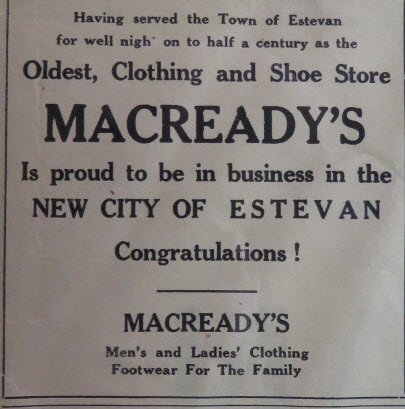 Having served the Town of Estevan
for well nigh on to half a century as the
Oldest, Clothing and Shoe Store
MACREADY'S
Is proud to be in business in the
NEW CITY OF ESTEVAN
Congratulations !
MACREADY'S
Men's and Ladies' Clothing
Footwear For The Family